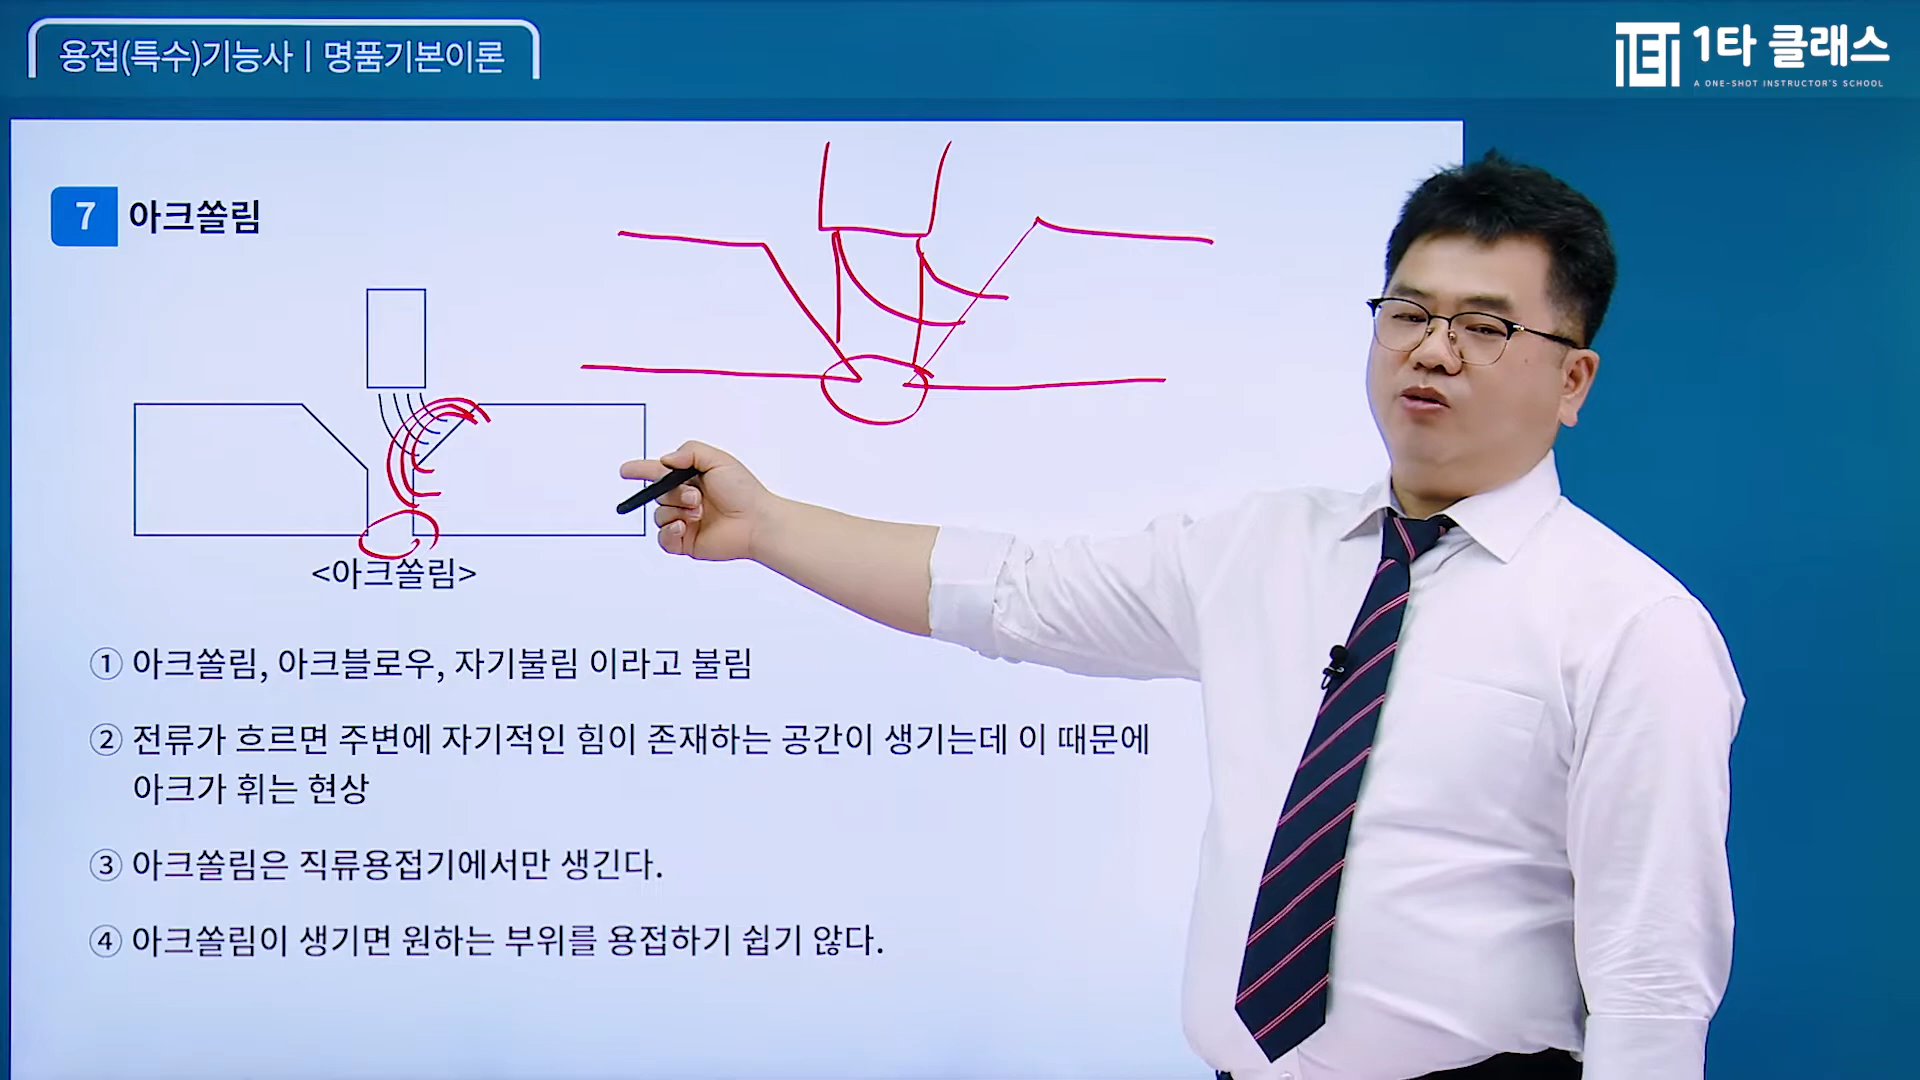 용접(특수)기능사 | 명품기본이론
1타 클래스
A ONE-SHOT INSTRUCTOR'S SCHOOL
7 아크쏠림
<아크쏠림>
① 아크쏠림, 아크블로우, 자기불림 이라고 불림
② 전류가 흐르면 주변에 자기적인 힘이 존재하는 공간이 생기는데 이 때문에
아크가 휘는 현상
③ 아크쏠림은 직류용접기에서만 생긴다.
④ 아크쏠림이 생기면 원하는 부위를 용접하기 쉽지 않다.